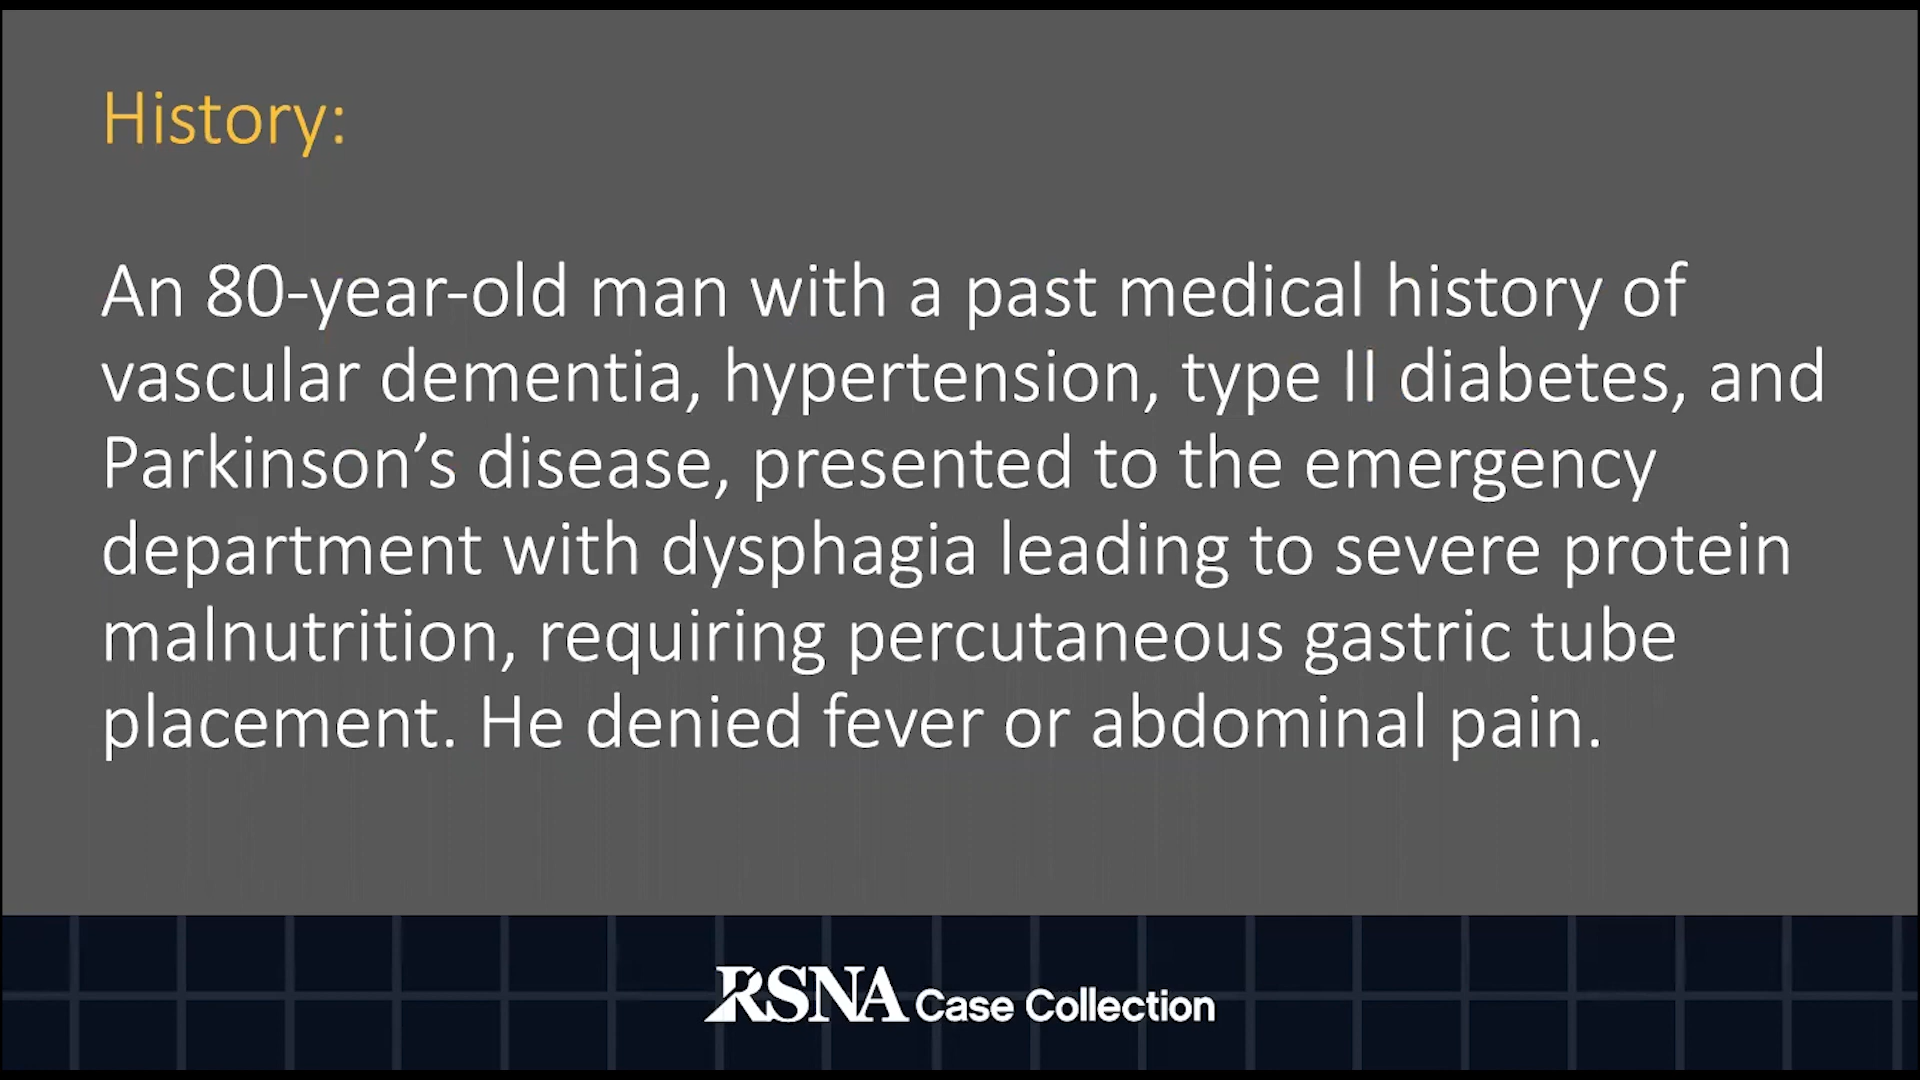 History:
An 80-year-old man with a past medical history of
vascular dementia, hypertension, type II diabetes, and
Parkinson’s disease, presented to the emergency
department with dysphagia leading to severe protein
malnutrition, requiring percutaneous gastric tube
placement. He denied fever or abdominal pain.
RSNA Case Collection